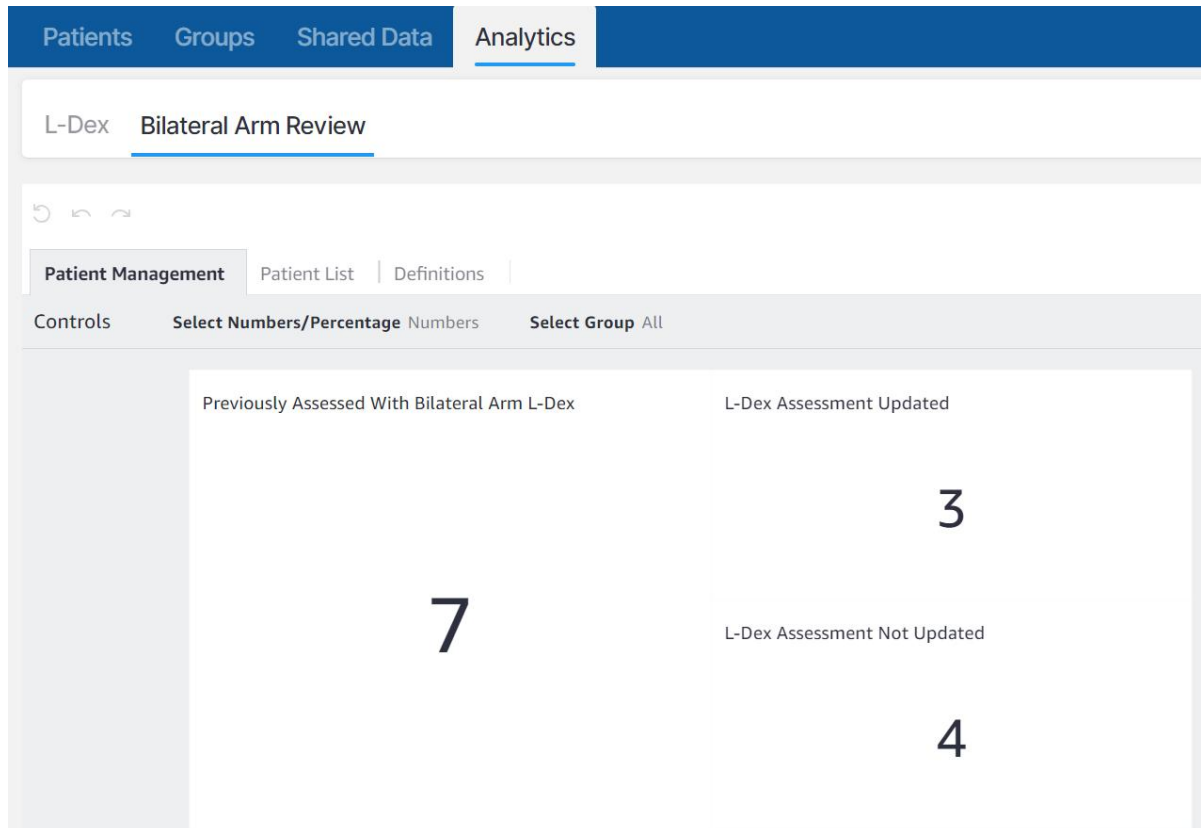 Patients Groups Shared Data Analytics
L-Dex Bilateral Arm Review
Patient Management Patient List Definitions
Controls Select Numbers/Percentage Numbers Select Group All
Previously Assessed With Bilateral Arm L-Dex
7
L-Dex Assessment Updated
3
L-Dex Assessment Not Updated
4